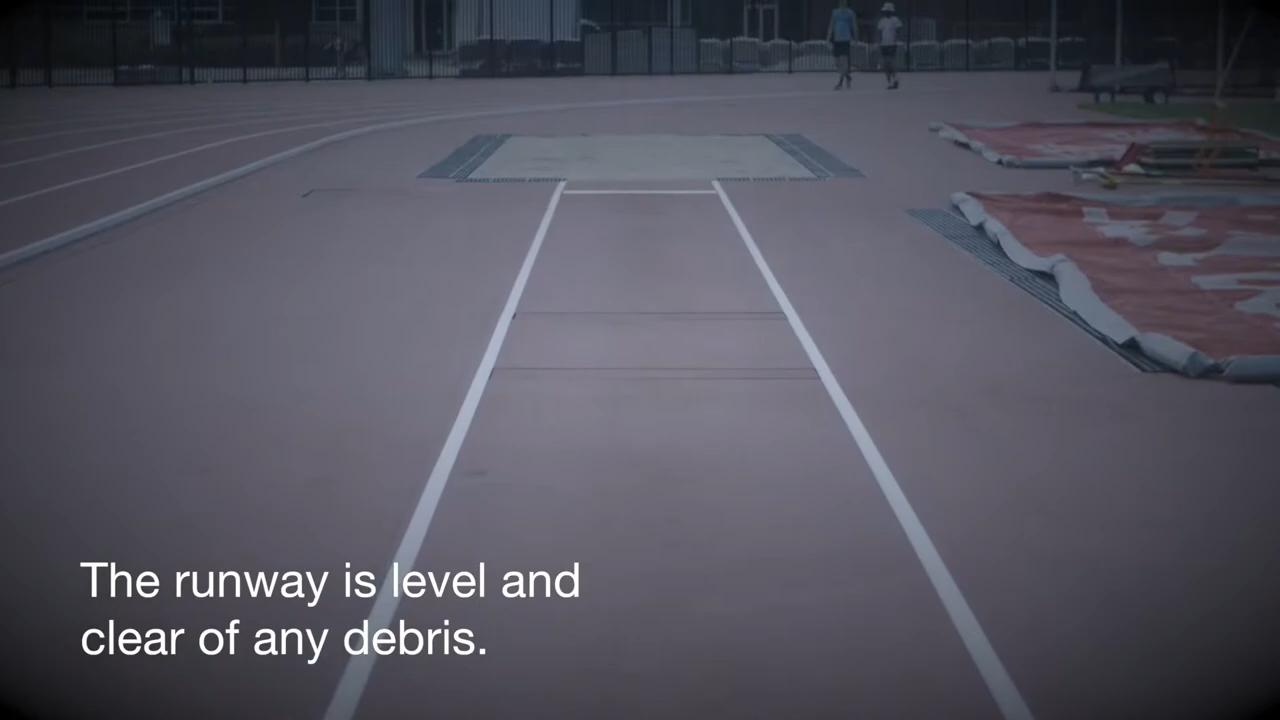 The runway is level and
clear of any debris.